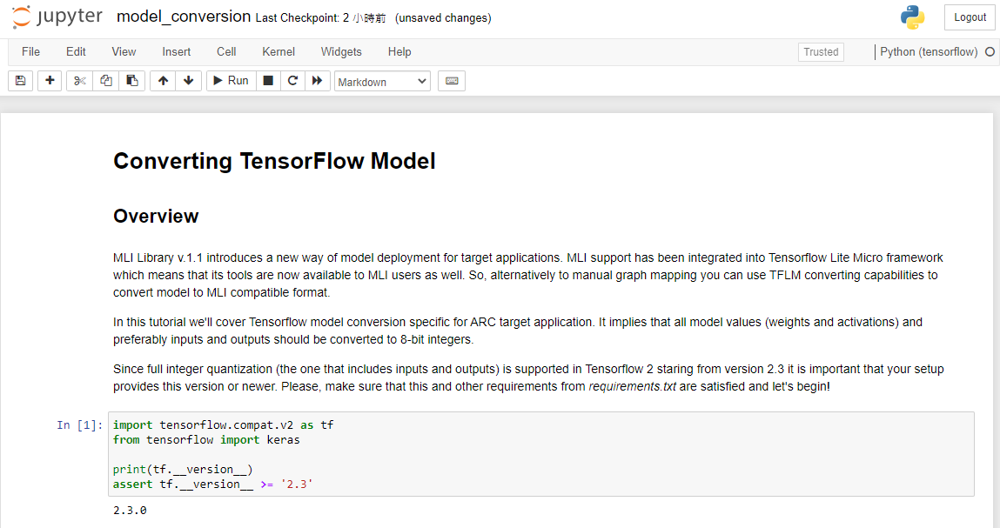 jupyter model_conversion Last Checkpoint: 2 小時前 (unsaved changes) Logout
File Edit View Insert Cell Kernel Widgets Help Trusted Python (tensorflow)
Run Markdown
Converting TensorFlow Model
Overview
MLI Library v.1.1 introduces a new way of model deployment for target applications. MLI support has been integrated into Tensorflow Lite Micro framework
which means that its tools are now available to MLI users as well. So, alternatively to manual graph mapping you can use TFLM converting capabilities to
convert model to MLI compatible format.
In this tutorial we'll cover Tensorflow model conversion specific for ARC target application. It implies that all model values (weights and activations) and
preferably inputs and outputs should be converted to 8-bit integers.
Since full integer quantization (the one that includes inputs and outputs) is supported in Tensorflow 2 staring from version 2.3 it is important that your setup
provides this version or newer. Please, make sure that this and other requirements from requirements.txt are satisfied and let's begin!
In [1]: import tensorflow.compat.v2 as tf
from tensorflow import keras
print(tf.__version__)
assert tf.__version__ >= '2.3'
2.3.0